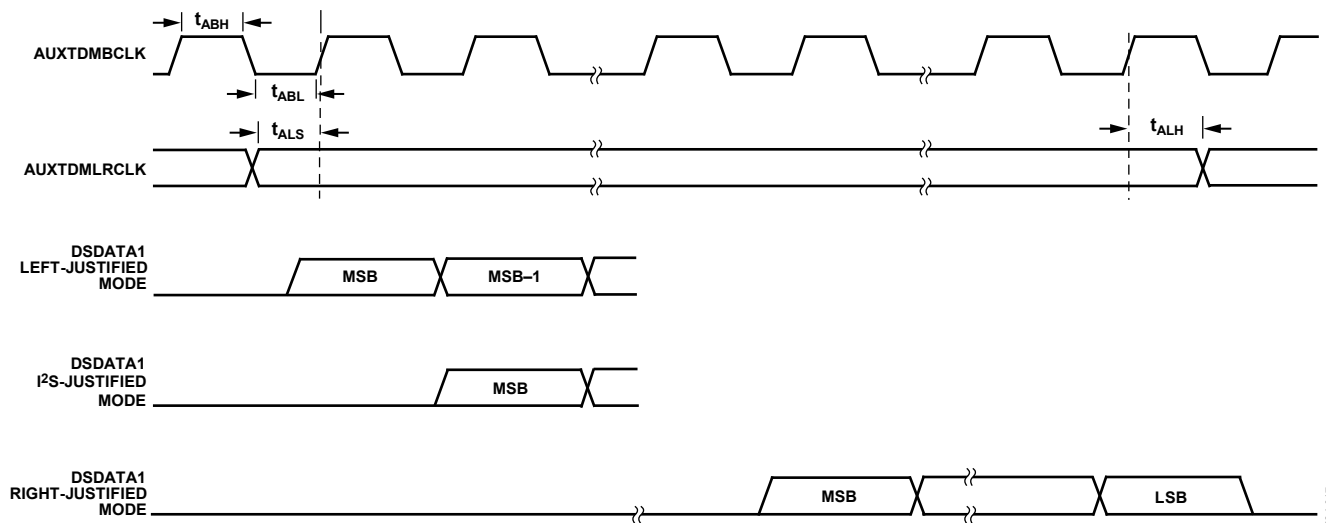 tABH
AUXTDMBCLK
tABL
tALS
tALH
AUXTDMLRCLK
DSDATA1
LEFT-JUSTIFIED
MODE
MSB
MSB–1
DSDATA1
I²S-JUSTIFIED
MODE
MSB
DSDATA1
RIGHT-JUSTIFIED
MODE
MSB
LSB